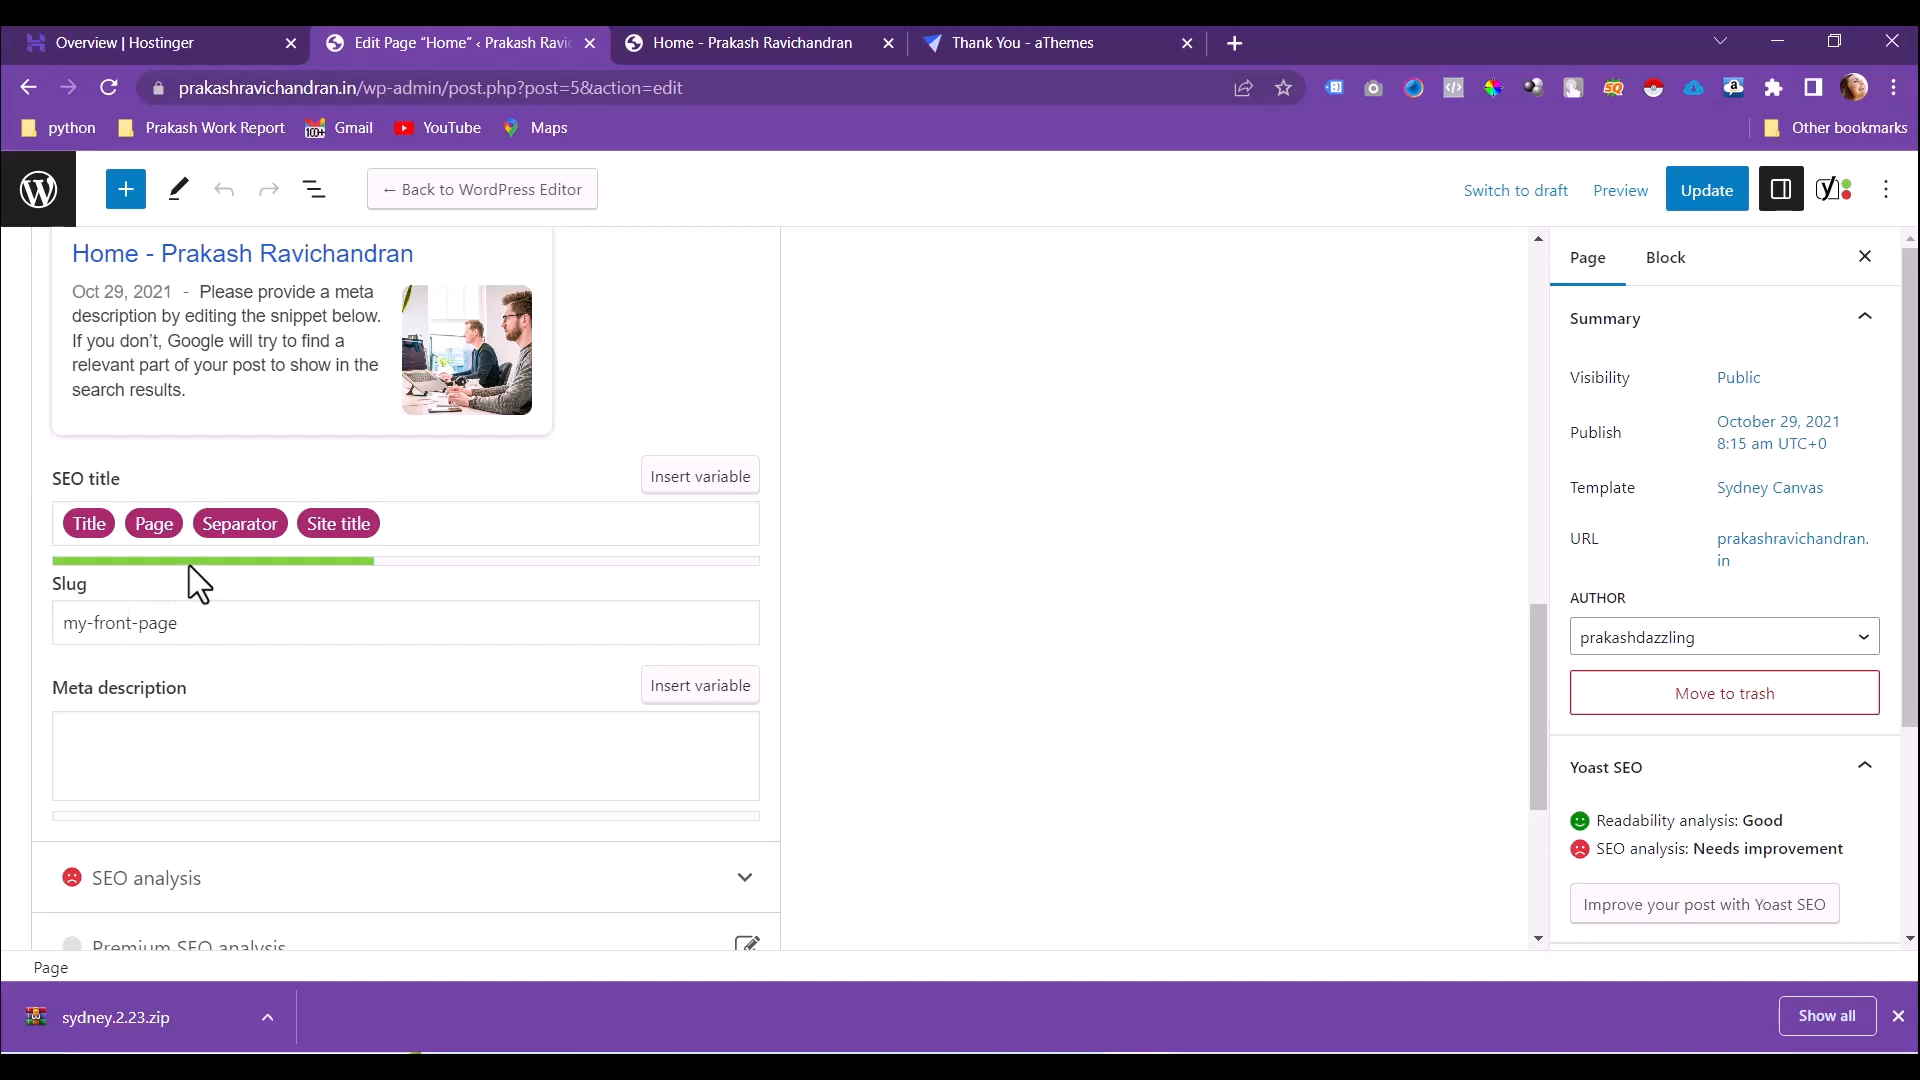 Overview | Hostinger
Edit Page “Home” ‹ Prakash Ravic
Home - Prakash Ravichandran
Thank You - aThemes
prakashravichandran.in/wp-admin/post.php?post=5&action=edit
python
Prakash Work Report
Gmail
YouTube
Maps
Other bookmarks
← Back to WordPress Editor
Switch to draft
Preview
Update
Home - Prakash Ravichandran
Oct 29, 2021 - Please provide a meta
description by editing the snippet below.
If you don’t, Google will try to find a
relevant part of your post to show in the
search results.
SEO title
Insert variable
Title Page Separator Site title
Slug
my-front-page
Meta description
Insert variable
SEO analysis
Premium SEO analysis
Page
Block
Summary
Visibility
Public
Publish
October 29, 2021
8:15 am UTC+0
Template
Sydney Canvas
URL
prakashravichandran.
in
AUTHOR
prakashdazzling
Move to trash
Yoast SEO
Readability analysis: Good
SEO analysis: Needs improvement
Improve your post with Yoast SEO
Page
sydney.2.23.zip
Show all